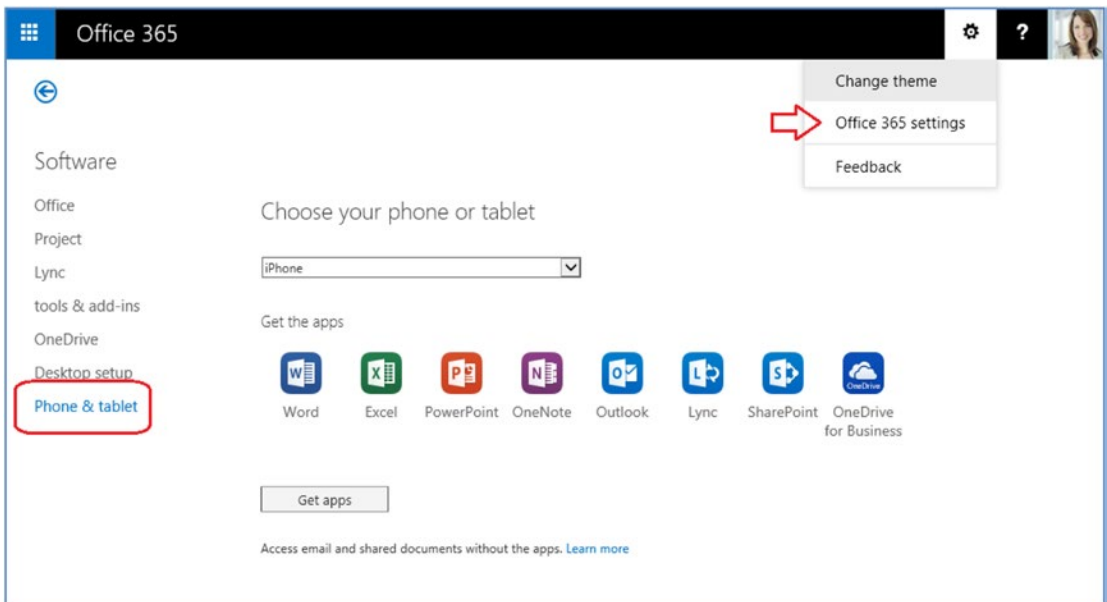 Office 365
?
Change theme
Office 365 settings
Feedback
Software
Office
Project
Lync
tools & add-ins
OneDrive
Desktop setup
Phone & tablet
Choose your phone or tablet
iPhone
Get the apps
W X P N O L S OneDrive
Word Excel PowerPoint OneNote Outlook Lync SharePoint OneDrive
for Business
Get apps
Access email and shared documents without the apps. Learn more